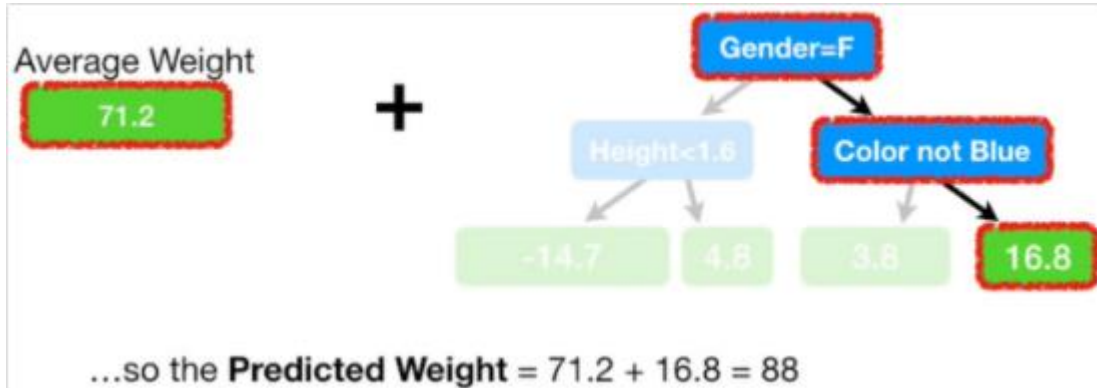 Gender=F
Average Weight
71.2
+
Height<1.6
Color not Blue
-14.7
4.8
3.8
16.8
...so the Predicted Weight = 71.2 + 16.8 = 88